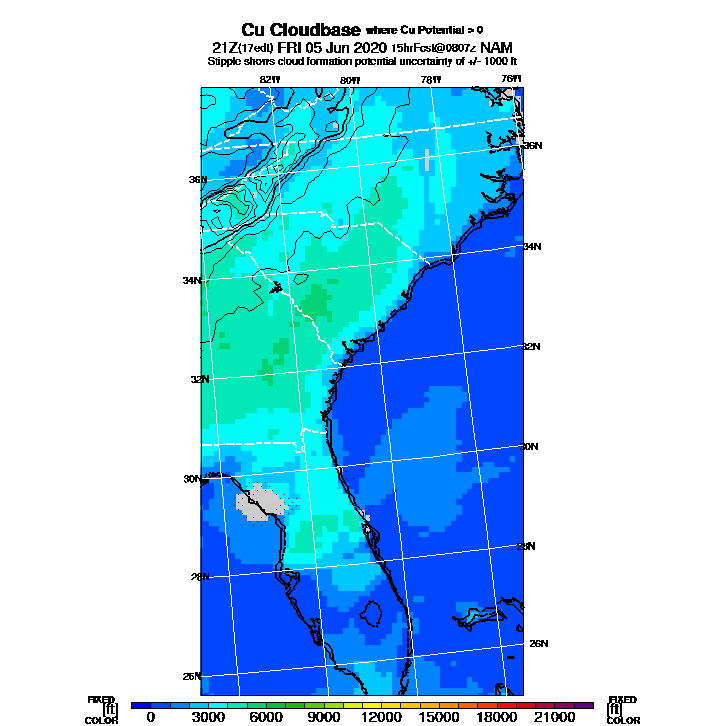 Cu Cloudbase where Cu Potential > 0
21Z(17edt) FRI 05 Jun 2020 15hrFcst@0807z NAM
Stipple shows cloud formation potential uncertainty of +/- 1000 ft
82W 80W 78W 76W
36N 36N
34N 34N
32N 32N
30N 30N
28N 28N
26N 26N
FIXED FIXED
[ft] [ft]
COLOR COLOR
0 3000 6000 9000 12000 15000 18000 21000